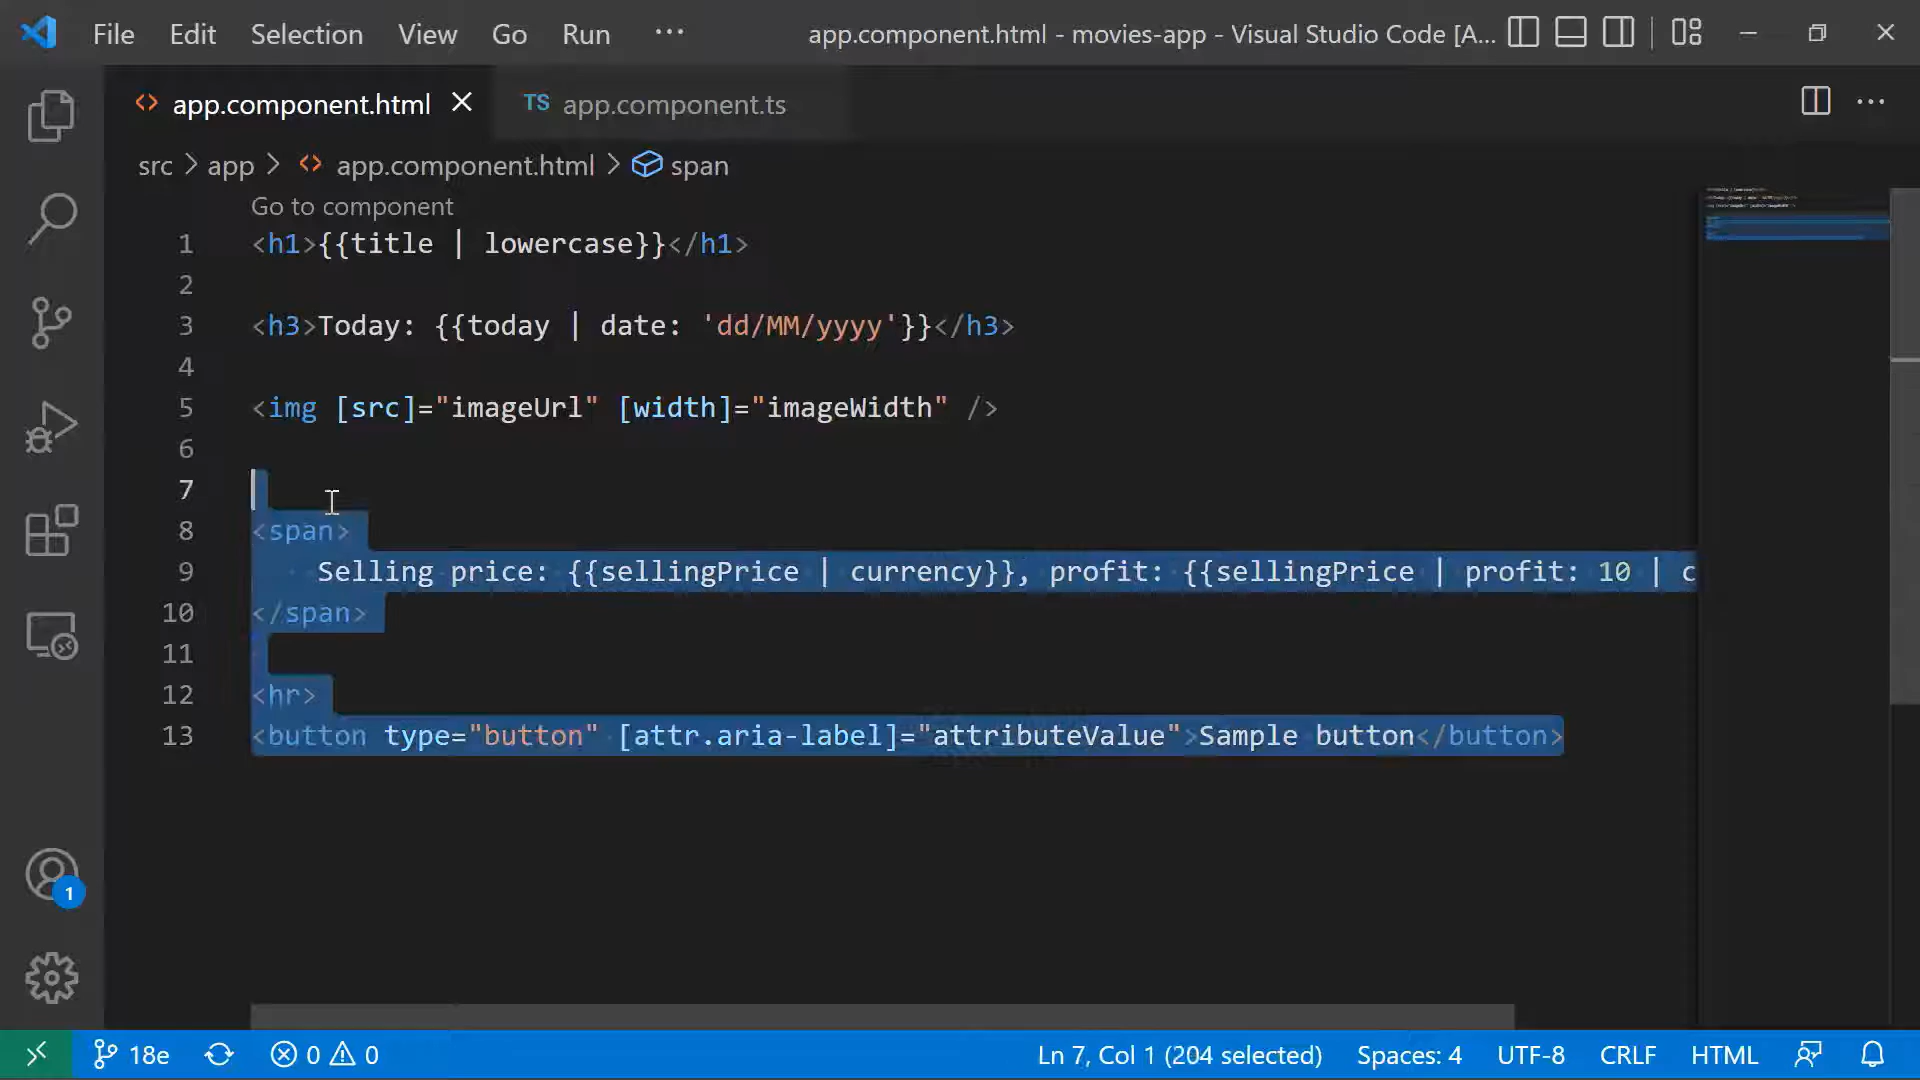 File Edit Selection View Go Run ··· app.component.html - movies-app - Visual Studio Code [A...
app.component.html TS app.component.ts
src > app > app.component.html > span
Go to component
1 <h1>{{title | lowercase}}</h1>
2
3 <h3>Today: {{today | date: 'dd/MM/yyyy'}}</h3>
4
5 <img [src]="imageUrl" [width]="imageWidth" />
6
7
8 <span>
9 Selling price: {{sellingPrice | currency}}, profit: {{sellingPrice | profit: 10 | c
10 </span>
11
12 <hr>
13 <button type="button" [attr.aria-label]="attributeValue">Sample button</button>
1
18e 0 0 Ln 7, Col 1 (204 selected) Spaces: 4 UTF-8 CRLF HTML